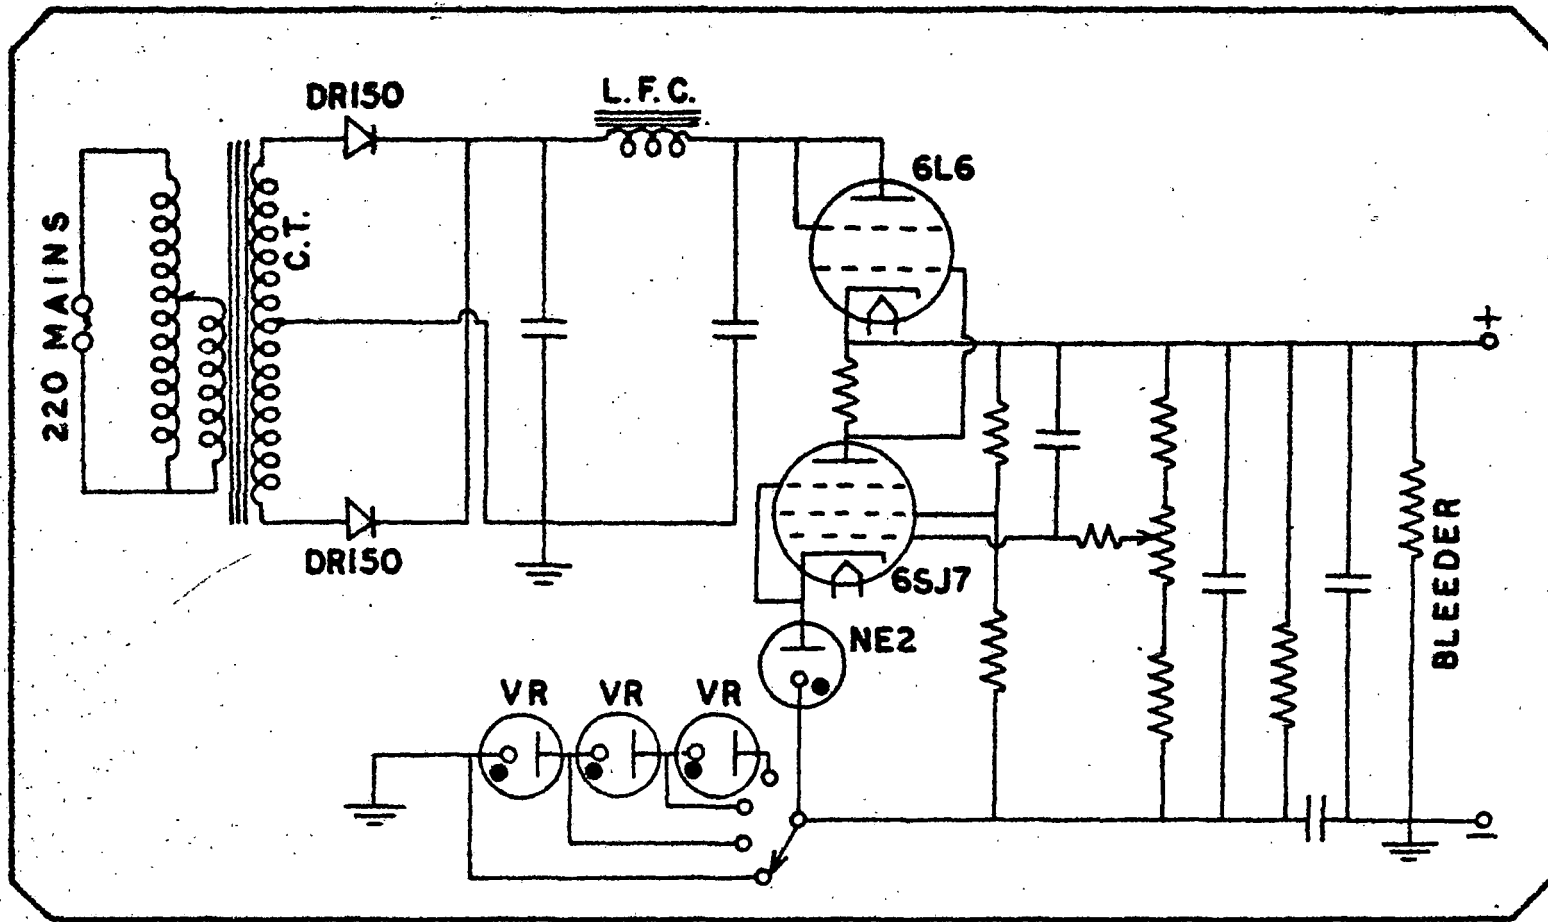 DR150
L.F.C.
6L6
220 MAINS
C.T.
+
DR150
6SJ7
BLEEDER
NE2
VR VR VR
−